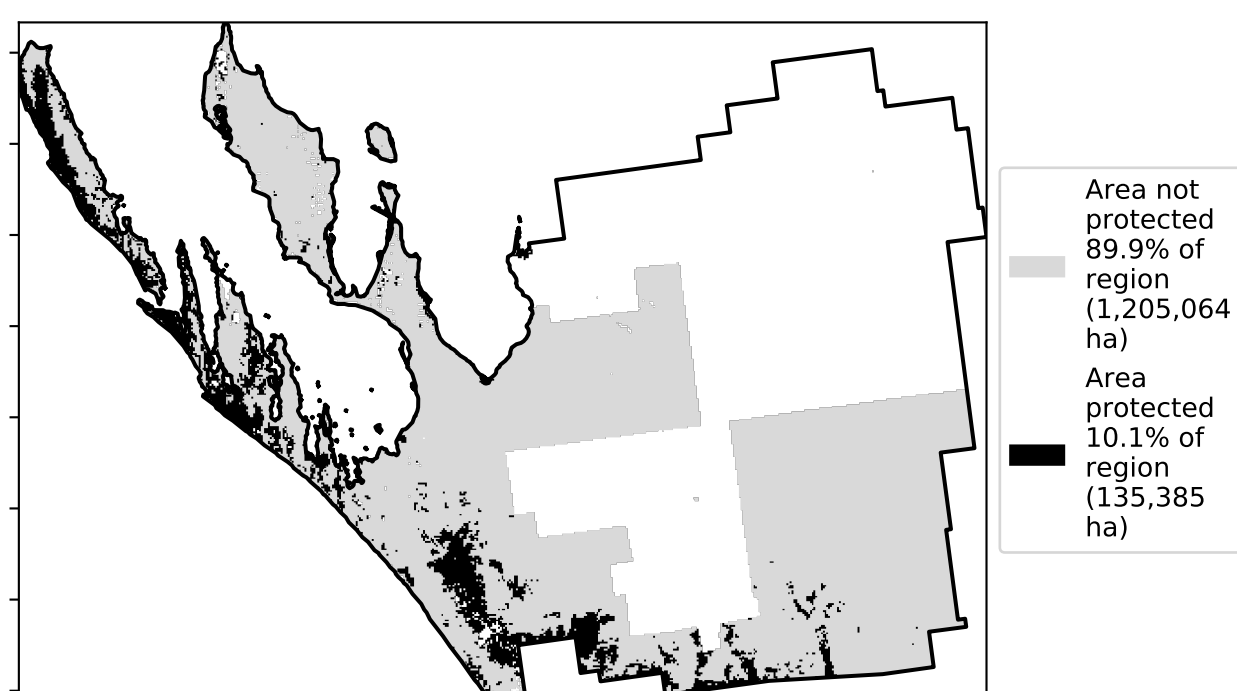 Area not
protected
89.9% of
region
(1,205,064
ha)
Area
protected
10.1% of
region
(135,385
ha)